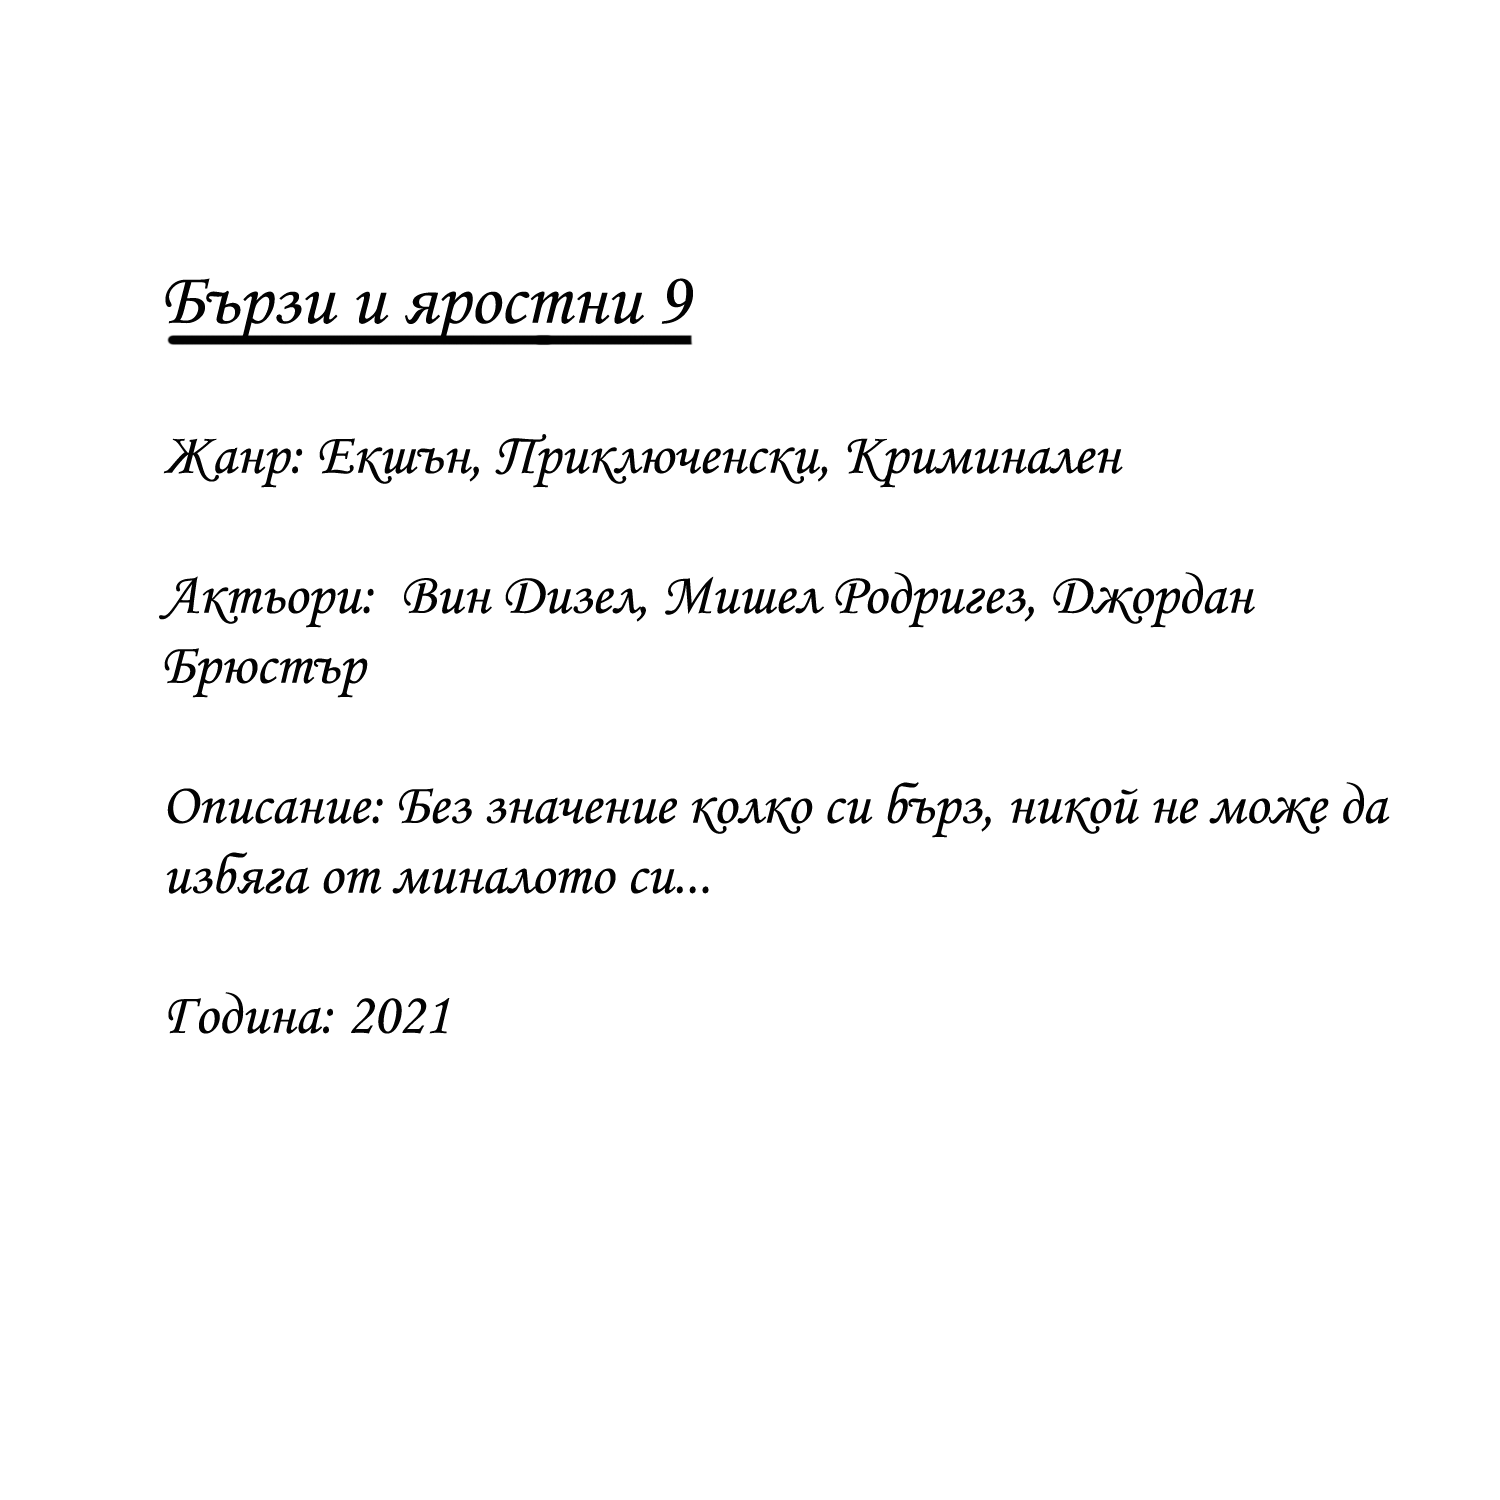 Бързи и яростни 9
Жанр: Екшън, Приключенски, Криминален
Актьори:  Вин Дизел, Мишел Родригез, Джордан
Брюстър
Описание: Без значение колко си бърз, никой не може да
избяга от миналото си...
Година: 2021